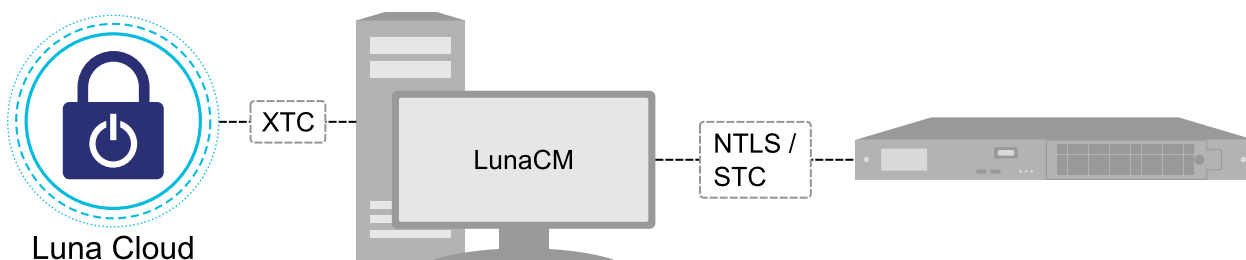 Luna Cloud
XTC
LunaCM
NTLS /
STC